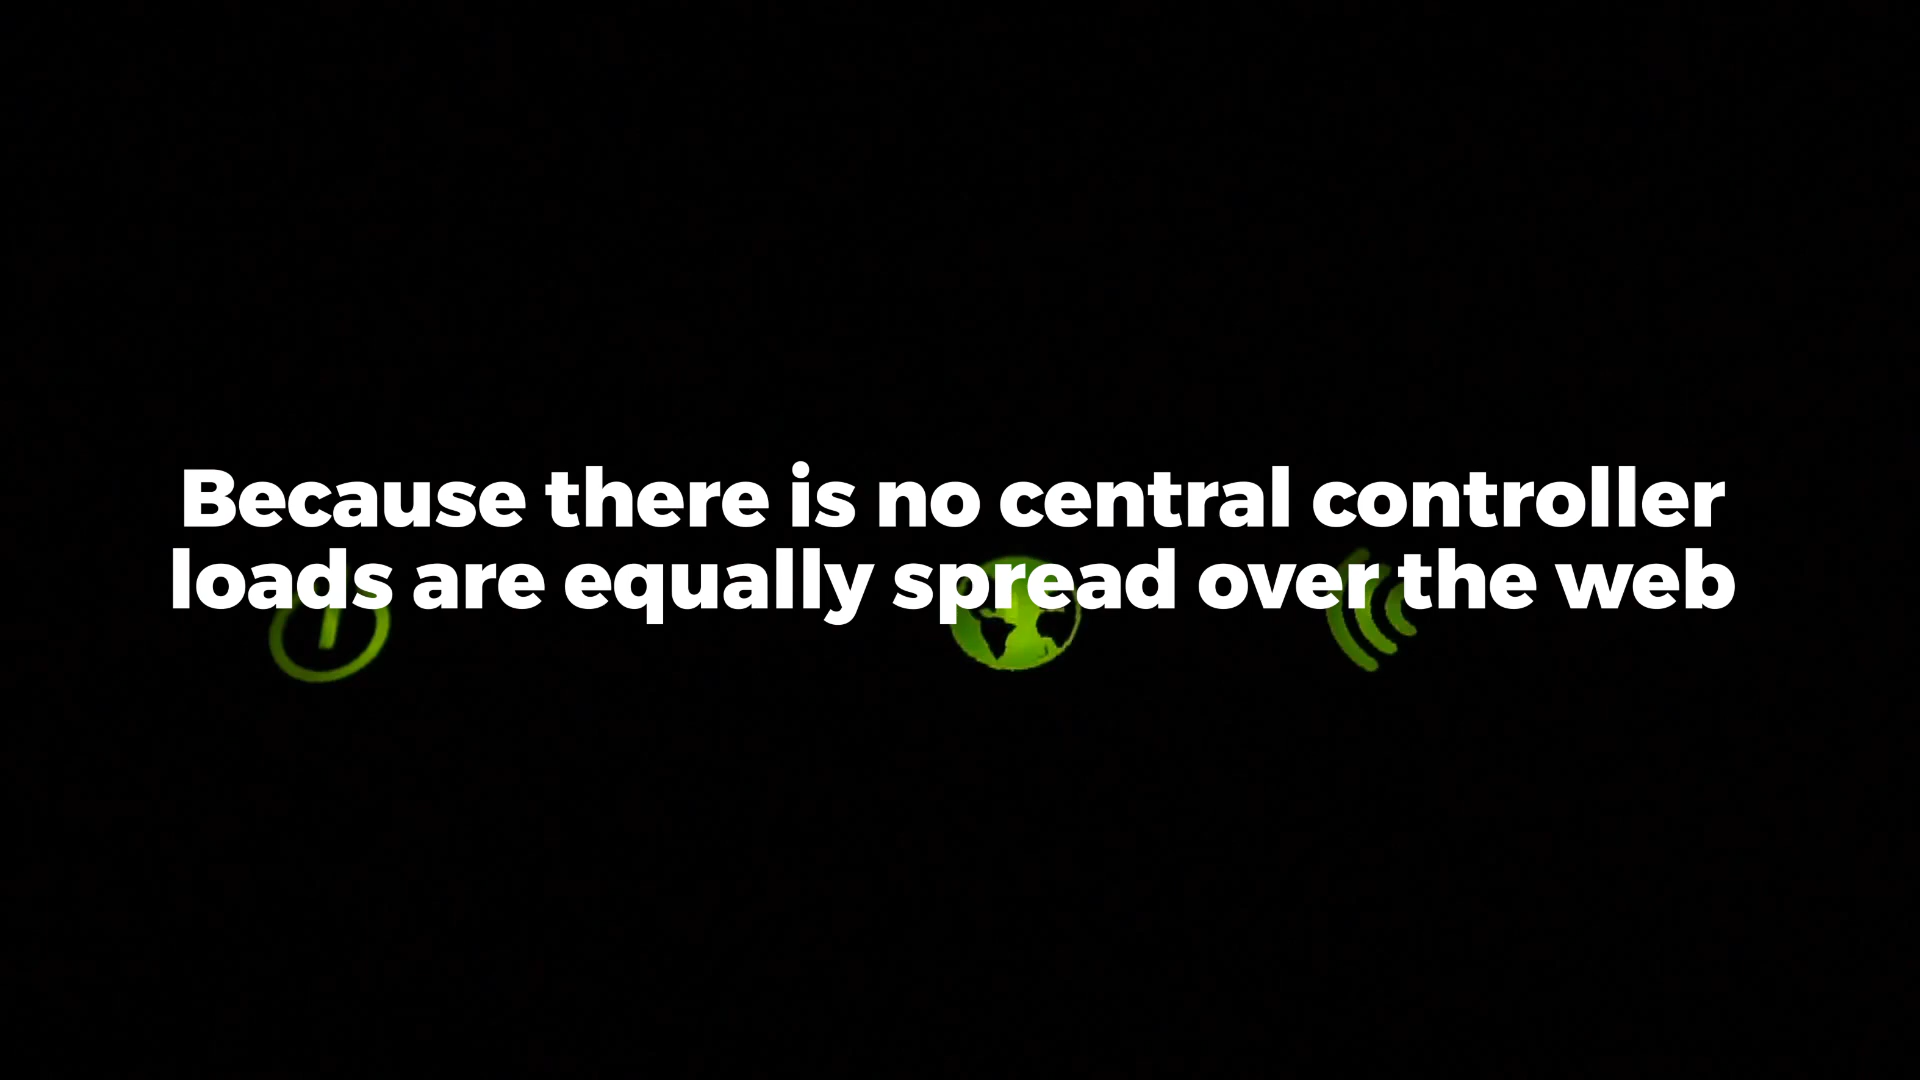 Because there is no central controller
loads are equally spread over the web